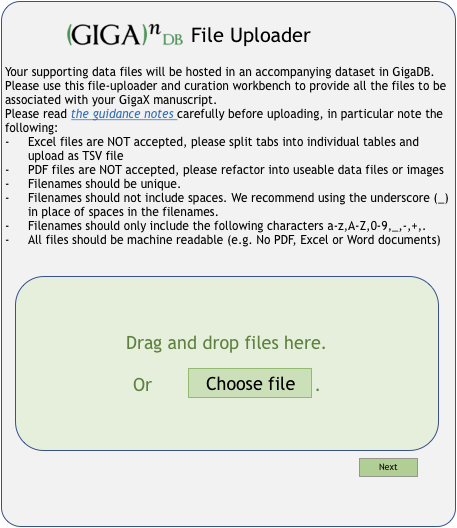 (GIGA)n DB File Uploader
Your supporting data files will be hosted in an accompanying dataset in GigaDB.
Please use this file-uploader and curation workbench to provide all the files to be
associated with your GigaX manuscript.
Please read the guidance notes carefully before uploading, in particular note the
following:
- Excel files are NOT accepted, please split tabs into individual tables and
upload as TSV file
- PDF files are NOT accepted, please refactor into useable data files or images
- Filenames should be unique.
- Filenames should not include spaces. We recommend using the underscore (_)
in place of spaces in the filenames.
- Filenames should only include the following characters a-z,A-Z,0-9,_,-,+,.
- All files should be machine readable (e.g. No PDF, Excel or Word documents)
Drag and drop files here.
Or Choose file .
Next